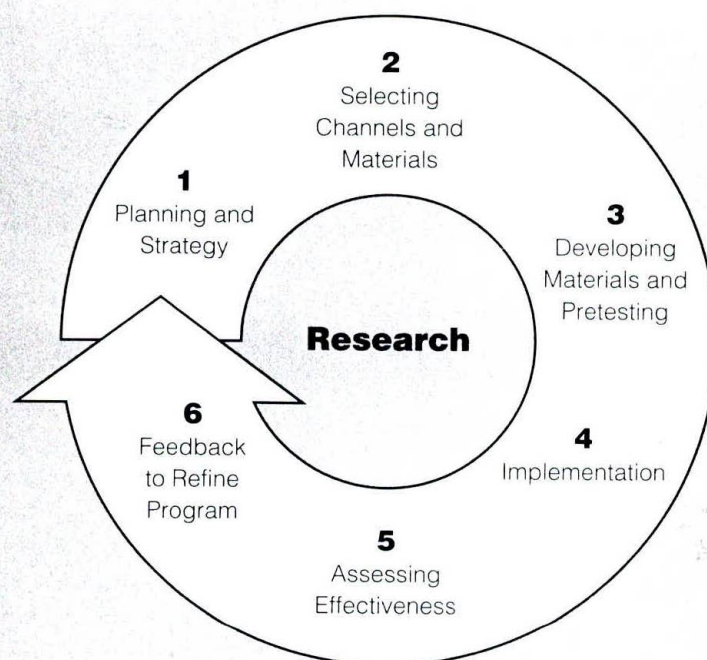 1
Planning and
Strategy
2
Selecting
Channels and
Materials
3
Developing
Materials and
Pretesting
4
Implementation
5
Assessing
Effectiveness
6
Feedback
to Refine
Program
Research